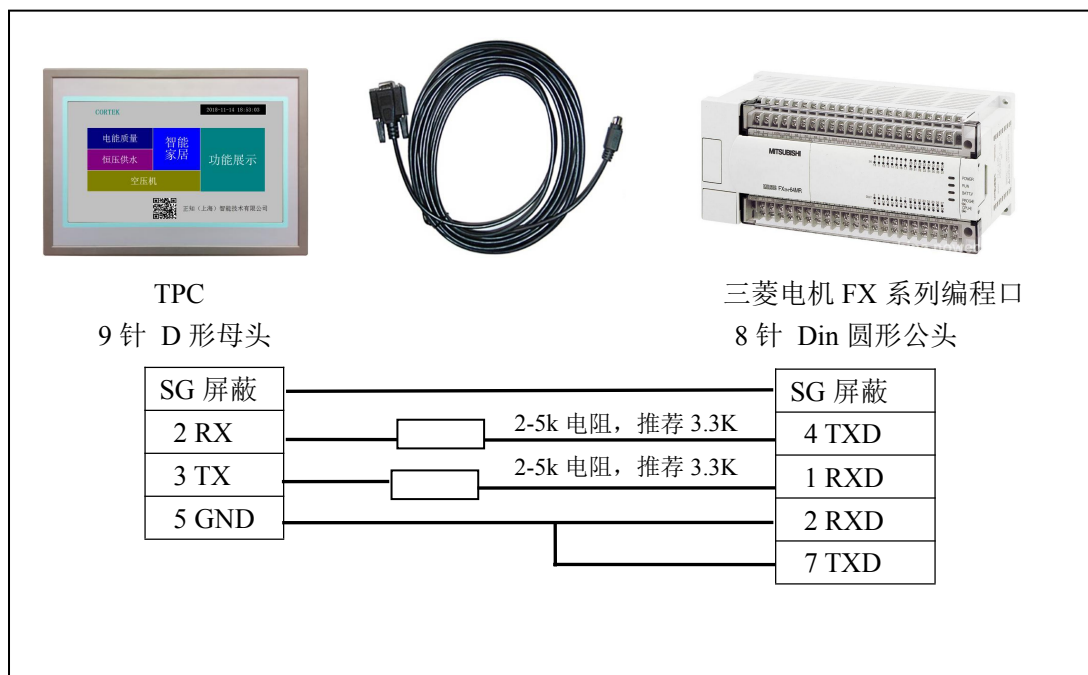 CORTEK
2018-11-14 18:53:03
电能质量
智能
家居
功能展示
恒压供水
空压机
正知（上海）智能技术有限公司
MITSUBISHI
POWER
RUN
BATT.V
TPC
三菱电机 FX 系列编程口
9 针 D 形母头
8 针 Din 圆形公头
SG 屏蔽
SG 屏蔽
2 RX
2-5k 电阻，推荐 3.3K
4 TXD
3 TX
2-5k 电阻，推荐 3.3K
1 RXD
5 GND
2 RXD
7 TXD